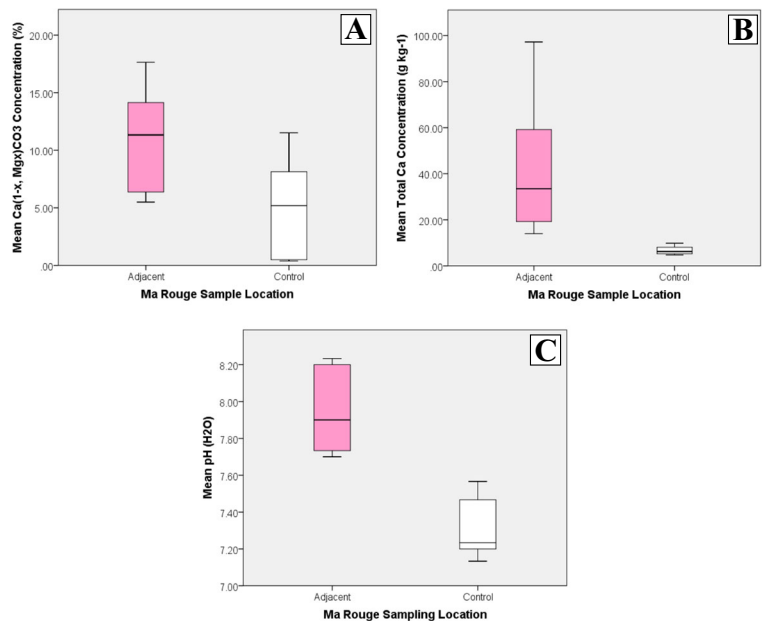 A
Mean Ca(1-x, Mgx)CO3 Concentration (%)
20.00
15.00
10.00
5.00
.00
Adjacent
Control
Ma Rouge Sample Location
B
Mean Total Ca Concentration (g kg-1)
100.00
80.00
60.00
40.00
20.00
.00
Adjacent
Control
Ma Rouge Sample Location
C
Mean pH (H2O)
8.20
8.00
7.80
7.60
7.40
7.20
7.00
Adjacent
Control
Ma Rouge Sampling Location